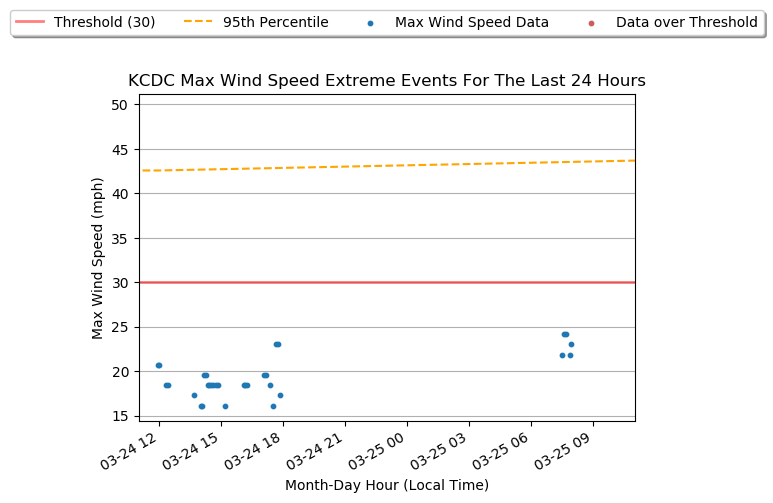 Threshold (30) 95th Percentile Max Wind Speed Data Data over Threshold
KCDC Max Wind Speed Extreme Events For The Last 24 Hours
50
45
40
35
30
25
20
15
Max Wind Speed (mph)
03-24 12 03-24 15 03-24 18 03-24 21 03-25 00 03-25 03 03-25 06 03-25 09
Month-Day Hour (Local Time)